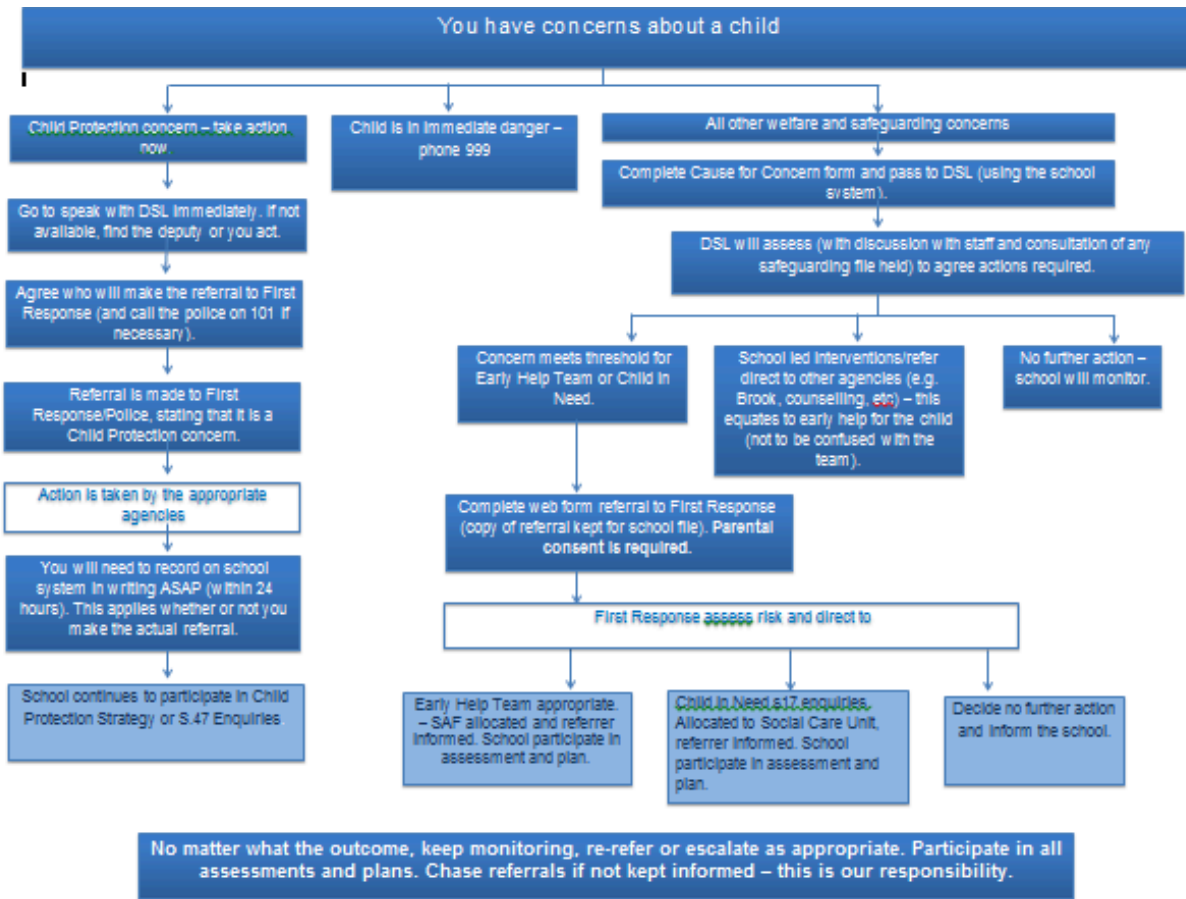 You have concerns about a child
Child Protection concern – take action
now.
Go to speak with DSL immediately. If not
available, find the deputy or you act.
Agree who will make the referral to First
Response (and call the police on 101 if
necessary).
Referral is made to First
Response/Police, stating that it is a
Child Protection concern.
Action is taken by the appropriate
agencies
You will need to record on school
system in writing ASAP (within 24
hours). This applies whether or not you
make the actual referral.
School continues to participate in Child
Protection Strategy or S.47 Enquiries
Child is in immediate danger –
phone 999
All other welfare and safeguarding concerns
Complete Cause for Concern form and pass to DSL (using the school
system).
DSL will assess (with discussion with staff and consultation of any
safeguarding file held) to agree actions required.
Concern meets threshold for
Early Help Team or Child in
Need.
School led interventions/refer
direct to other agencies (e.g.
Brook, counselling, etc) – this
equates to early help for the child
(not to be confused with the
team).
No further action –
school will monitor.
Complete web form referral to First Response
(copy of referral kept for school file). Parental
consent is required.
First Response assess risk and direct to
Early Help Team appropriate.
– SAF allocated and referrer
informed. School participate in
assessment and plan.
Child in Need s17 enquiries.
Allocated to Social Care Unit,
referrer informed. School
participate in assessment and
plan.
Decide no further action
and inform the school.
No matter what the outcome, keep monitoring, re-refer or escalate as appropriate. Participate in all
assessments and plans. Chase referrals if not kept informed – this is our responsibility.